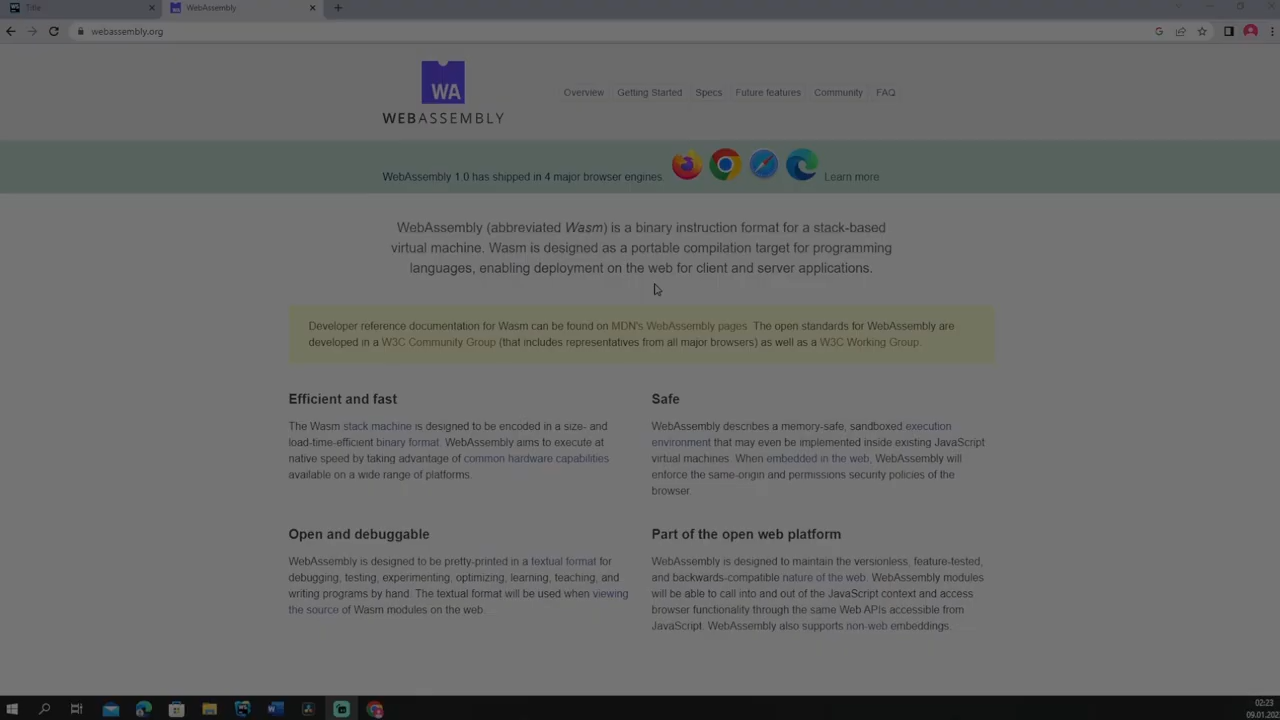 Title
WebAssembly
webassembly.org
WA
WEBASSEMBLY
Overview Getting Started Specs Future features Community FAQ
WebAssembly 1.0 has shipped in 4 major browser engines. Learn more
WebAssembly (abbreviated Wasm) is a binary instruction format for a stack-based
virtual machine. Wasm is designed as a portable compilation target for programming
languages, enabling deployment on the web for client and server applications.
Developer reference documentation for Wasm can be found on MDN's WebAssembly pages. The open standards for WebAssembly are
developed in a W3C Community Group (that includes representatives from all major browsers) as well as a W3C Working Group.
Efficient and fast
The Wasm stack machine is designed to be encoded in a size- and
load-time-efficient binary format. WebAssembly aims to execute at
native speed by taking advantage of common hardware capabilities
available on a wide range of platforms.
Safe
WebAssembly describes a memory-safe, sandboxed execution
environment that may even be implemented inside existing JavaScript
virtual machines. When embedded in the web, WebAssembly will
enforce the same-origin and permissions security policies of the
browser.
Open and debuggable
WebAssembly is designed to be pretty-printed in a textual format for
debugging, testing, experimenting, optimizing, learning, teaching, and
writing programs by hand. The textual format will be used when viewing
the source of Wasm modules on the web.
Part of the open web platform
WebAssembly is designed to maintain the versionless, feature-tested,
and backwards-compatible nature of the web. WebAssembly modules
will be able to call into and out of the JavaScript context and access
browser functionality through the same Web APIs accessible from
JavaScript. WebAssembly also supports non-web embeddings.
02:23
09.01.202